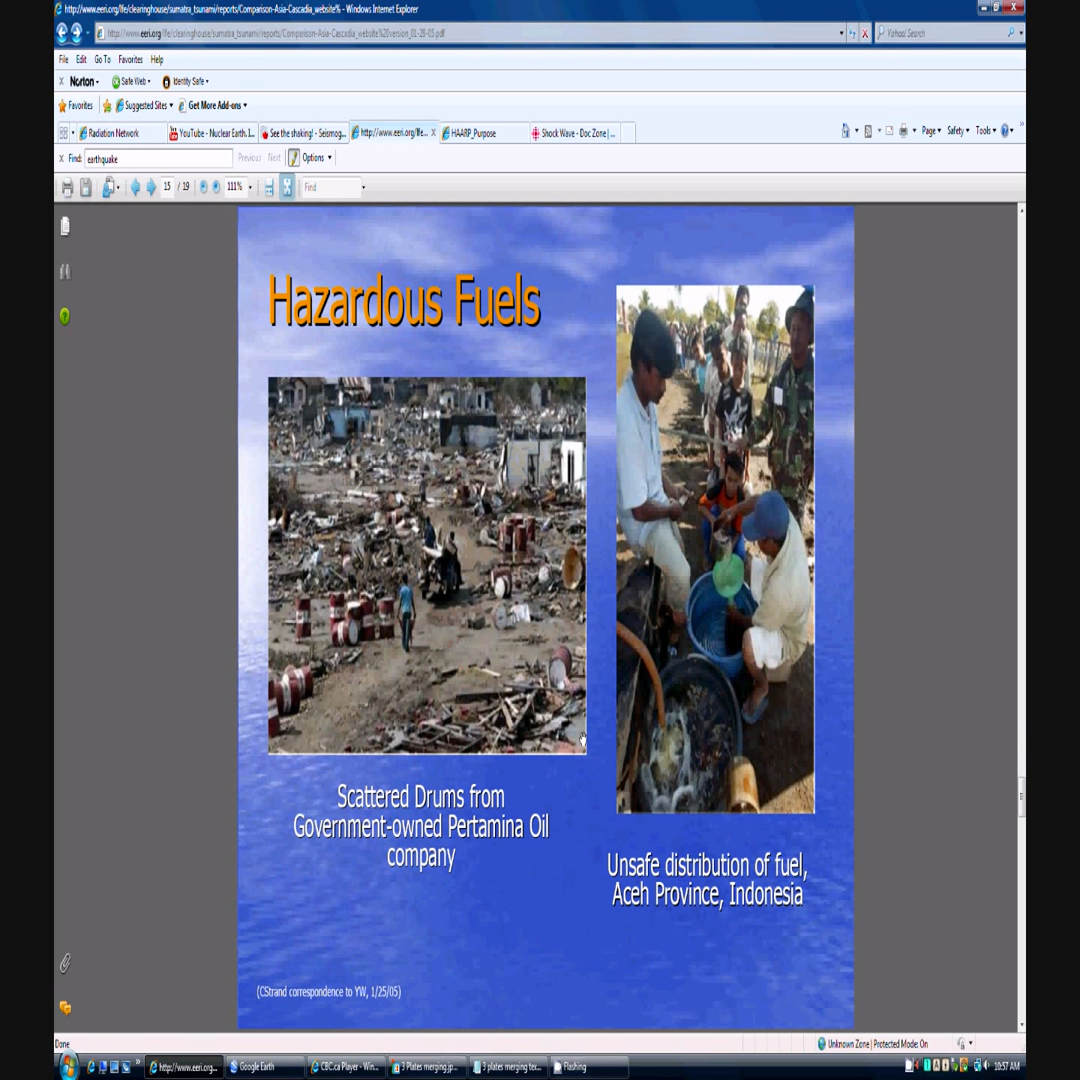 http://www.eeri.org/lfe/clearinghouse/sumatra_tsunami/reports/Comparison-Asia-Cascadia_website% - Windows Internet Explorer
http://www.eeri.org/lfe/clearinghouse/sumatra_tsunami/reports/Comparison-Asia-Cascadia_website%20version_01-28-05.pdf
Yahoo! Search
File Edit Go To Favorites Help
X Norton Safe Web Identity Safe
Favorites Suggested Sites Get More Add-ons
Radiation Network YouTube - Nuclear Earth. I... See the shaking! - Seismog... http://www.eeri.org/lfe... X HAARP_Purpose Shock Wave - Doc Zone | ... Page Safety Tools
X Find: earthquake Previous Next Options
15 / 19 111% Find
Hazardous Fuels
Scattered Drums from
Government-owned Pertamina Oil
company
Unsafe distribution of fuel,
Aceh Province, Indonesia
(CStrand correspondence to YW, 1/25/05)
Done Unknown Zone | Protected Mode: On
http://www.eeri.org... Google Earth CBC.ca Player - Win... 3 Plates merging.jp... 3 plates merging tex... Flashing 10:57 AM